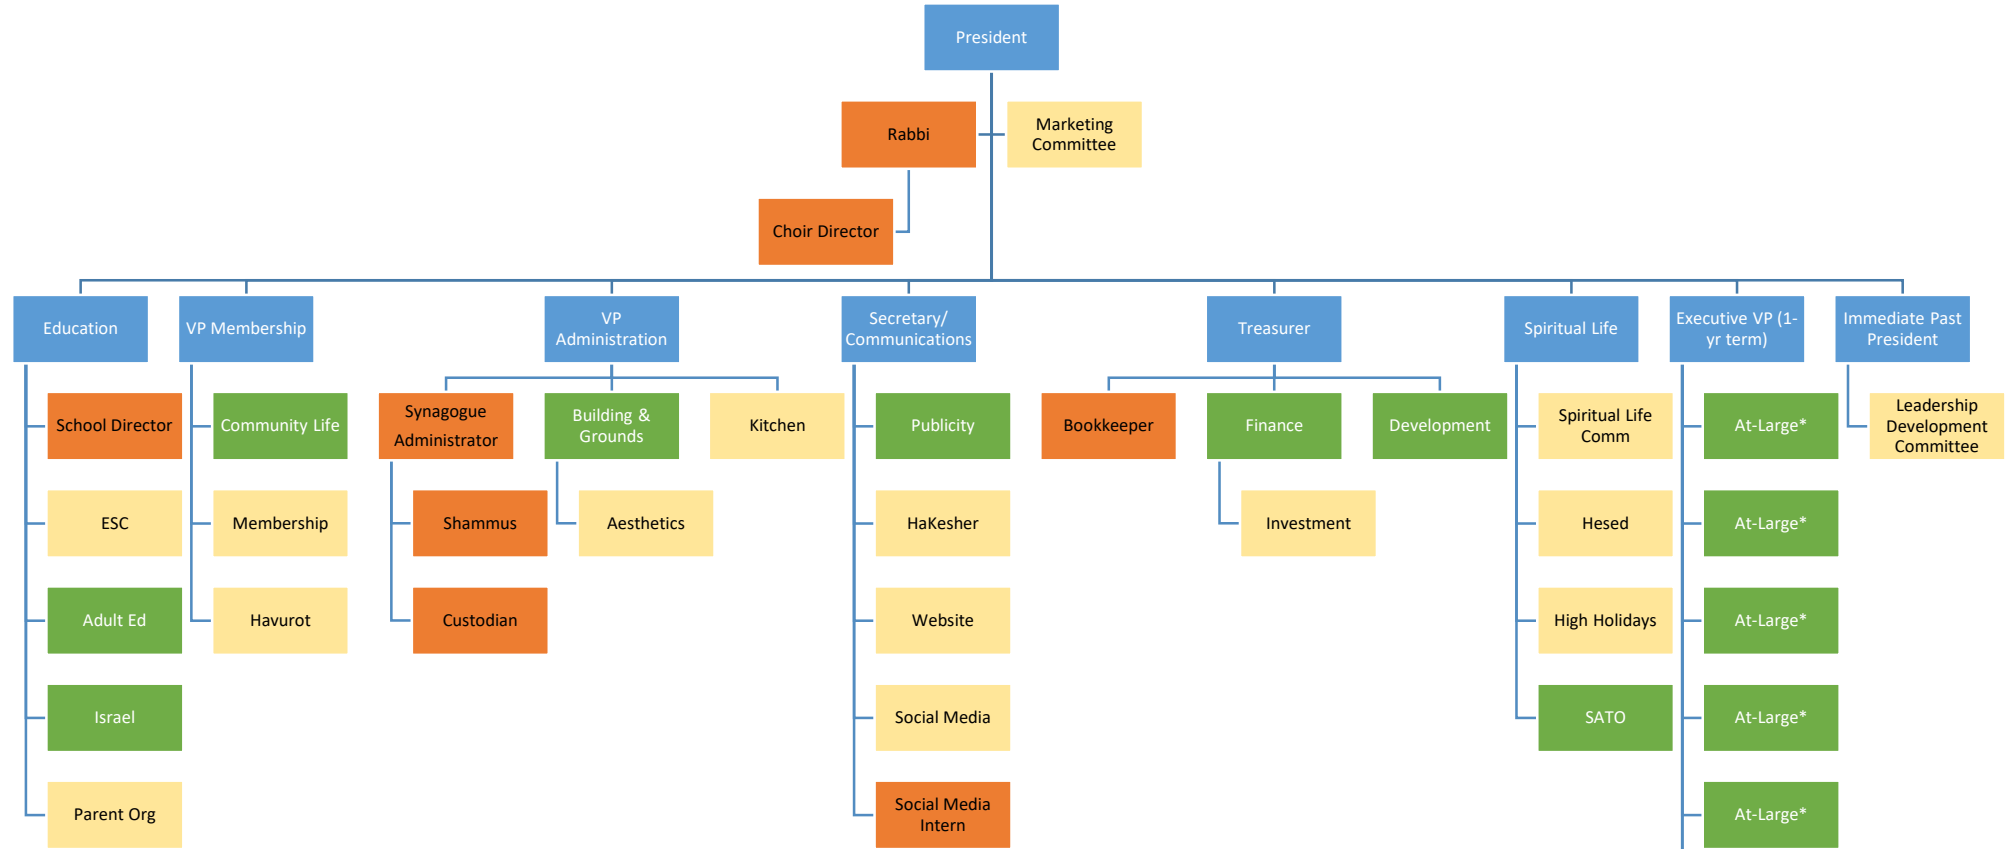 President
Rabbi
Marketing
Committee
Choir Director
Education
VP Membership
VP
Administration
Secretary/
Communications
Treasurer
Spiritual Life
Executive VP (1-
yr term)
Immediate Past
President
School Director
Community Life
Synagogue
Administrator
Building &
Grounds
Kitchen
Publicity
Bookkeeper
Finance
Development
Spiritual Life
Comm
At-Large*
Leadership
Development
Committee
ESC
Membership
Shammus
Aesthetics
HaKesher
Investment
Hesed
At-Large*
Adult Ed
Havurot
Custodian
Website
High Holidays
At-Large*
Israel
Social Media
SATO
At-Large*
Parent Org
Social Media
Intern
At-Large*